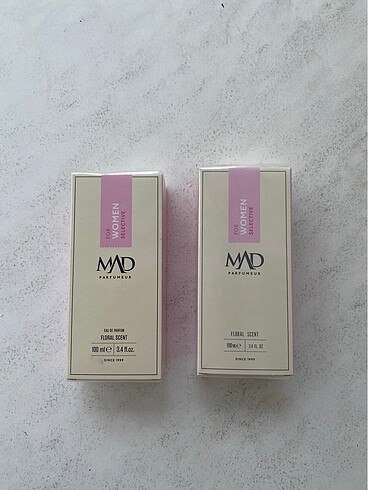 FOR
WOMEN
SELECTIVE
MAD
PARFUMEUR
EAU DE PARFUM
FLORAL SCENT
100 ml ℮ 3.4 fl.oz.
SINCE 1999
FOR
WOMEN
SELECTIVE
MAD
PARFUMEUR
FLORAL SCENT
100 ml ℮ 3.4 FL. OZ
SINCE 1999